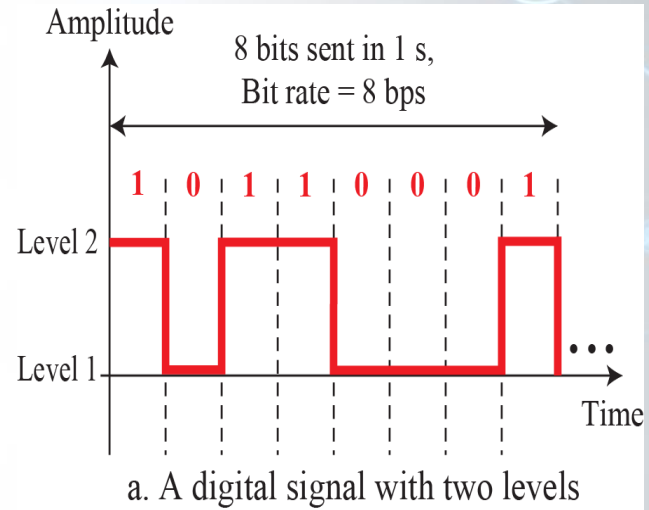 Amplitude
8 bits sent in 1 s,
Bit rate = 8 bps
1 0 1 1 0 0 0 1
Level 2
Level 1
...
Time
a. A digital signal with two levels